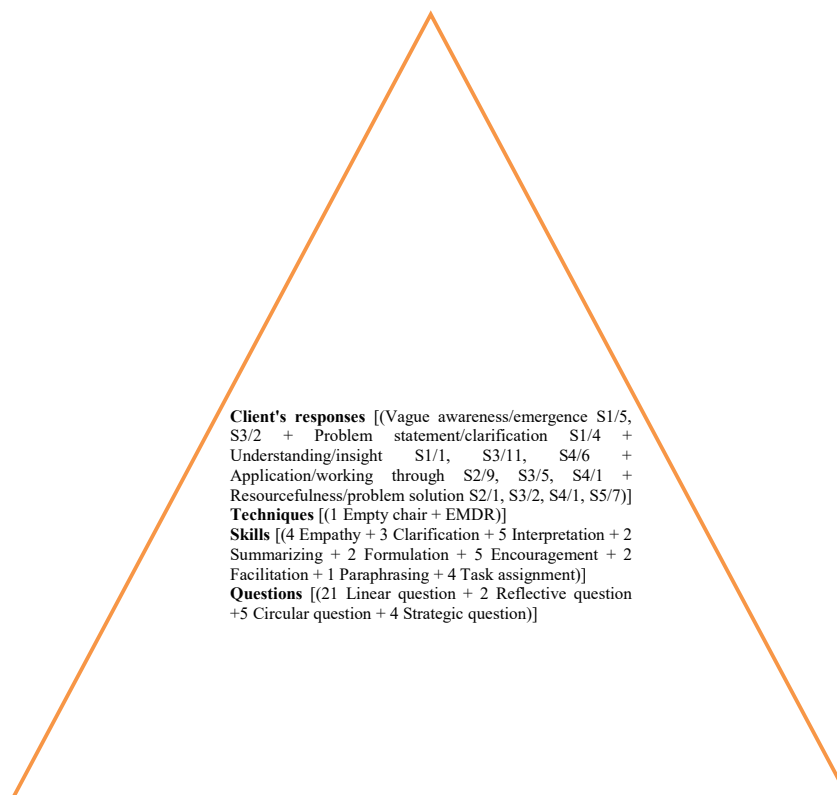 Client's responses [(Vague awareness/emergence S1/5,
S3/2 + Problem statement/clarification S1/4 +
Understanding/insight S1/1, S3/11, S4/6 +
Application/working through S2/9, S3/5, S4/1 +
Resourcefulness/problem solution S2/1, S3/2, S4/1, S5/7)]
Techniques [(1 Empty chair + EMDR)]
Skills [(4 Empathy + 3 Clarification + 5 Interpretation + 2
Summarizing + 2 Formulation + 5 Encouragement + 2
Facilitation + 1 Paraphrasing + 4 Task assignment)]
Questions [(21 Linear question + 2 Reflective question
+5 Circular question + 4 Strategic question)]